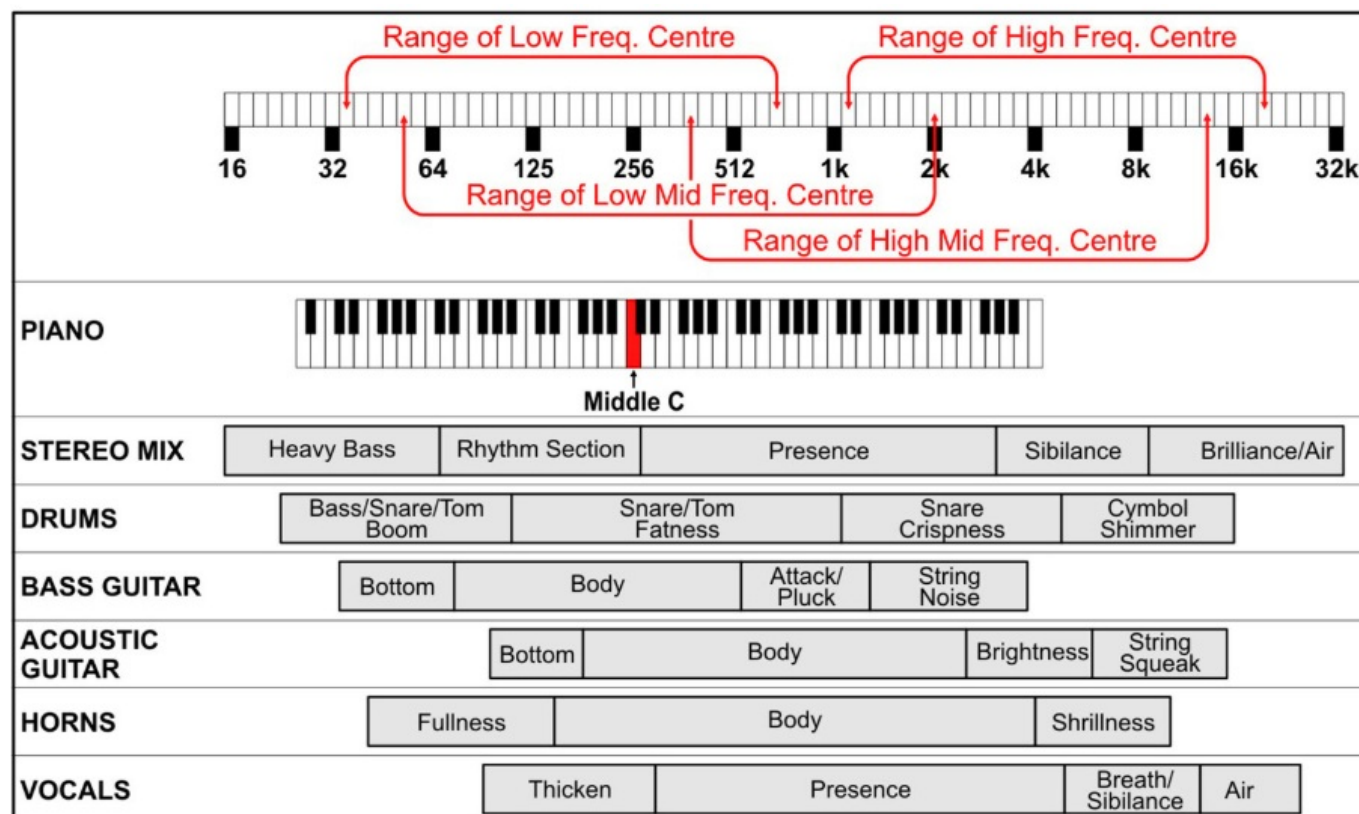 Range of Low Freq. Centre
Range of High Freq. Centre
16 32 64 125 256 512 1k 2k 4k 8k 16k 32k
Range of Low Mid Freq. Centre
Range of High Mid Freq. Centre
PIANO
Middle C
STEREO MIX
Heavy Bass
Rhythm Section
Presence
Sibilance
Brilliance/Air
DRUMS
Bass/Snare/Tom
Boom
Snare/Tom
Fatness
Snare
Crispness
Cymbol
Shimmer
BASS GUITAR
Bottom
Body
Attack/
Pluck
String
Noise
ACOUSTIC
GUITAR
Bottom
Body
Brightness
String
Squeak
HORNS
Fullness
Body
Shrillness
VOCALS
Thicken
Presence
Breath/
Sibilance
Air